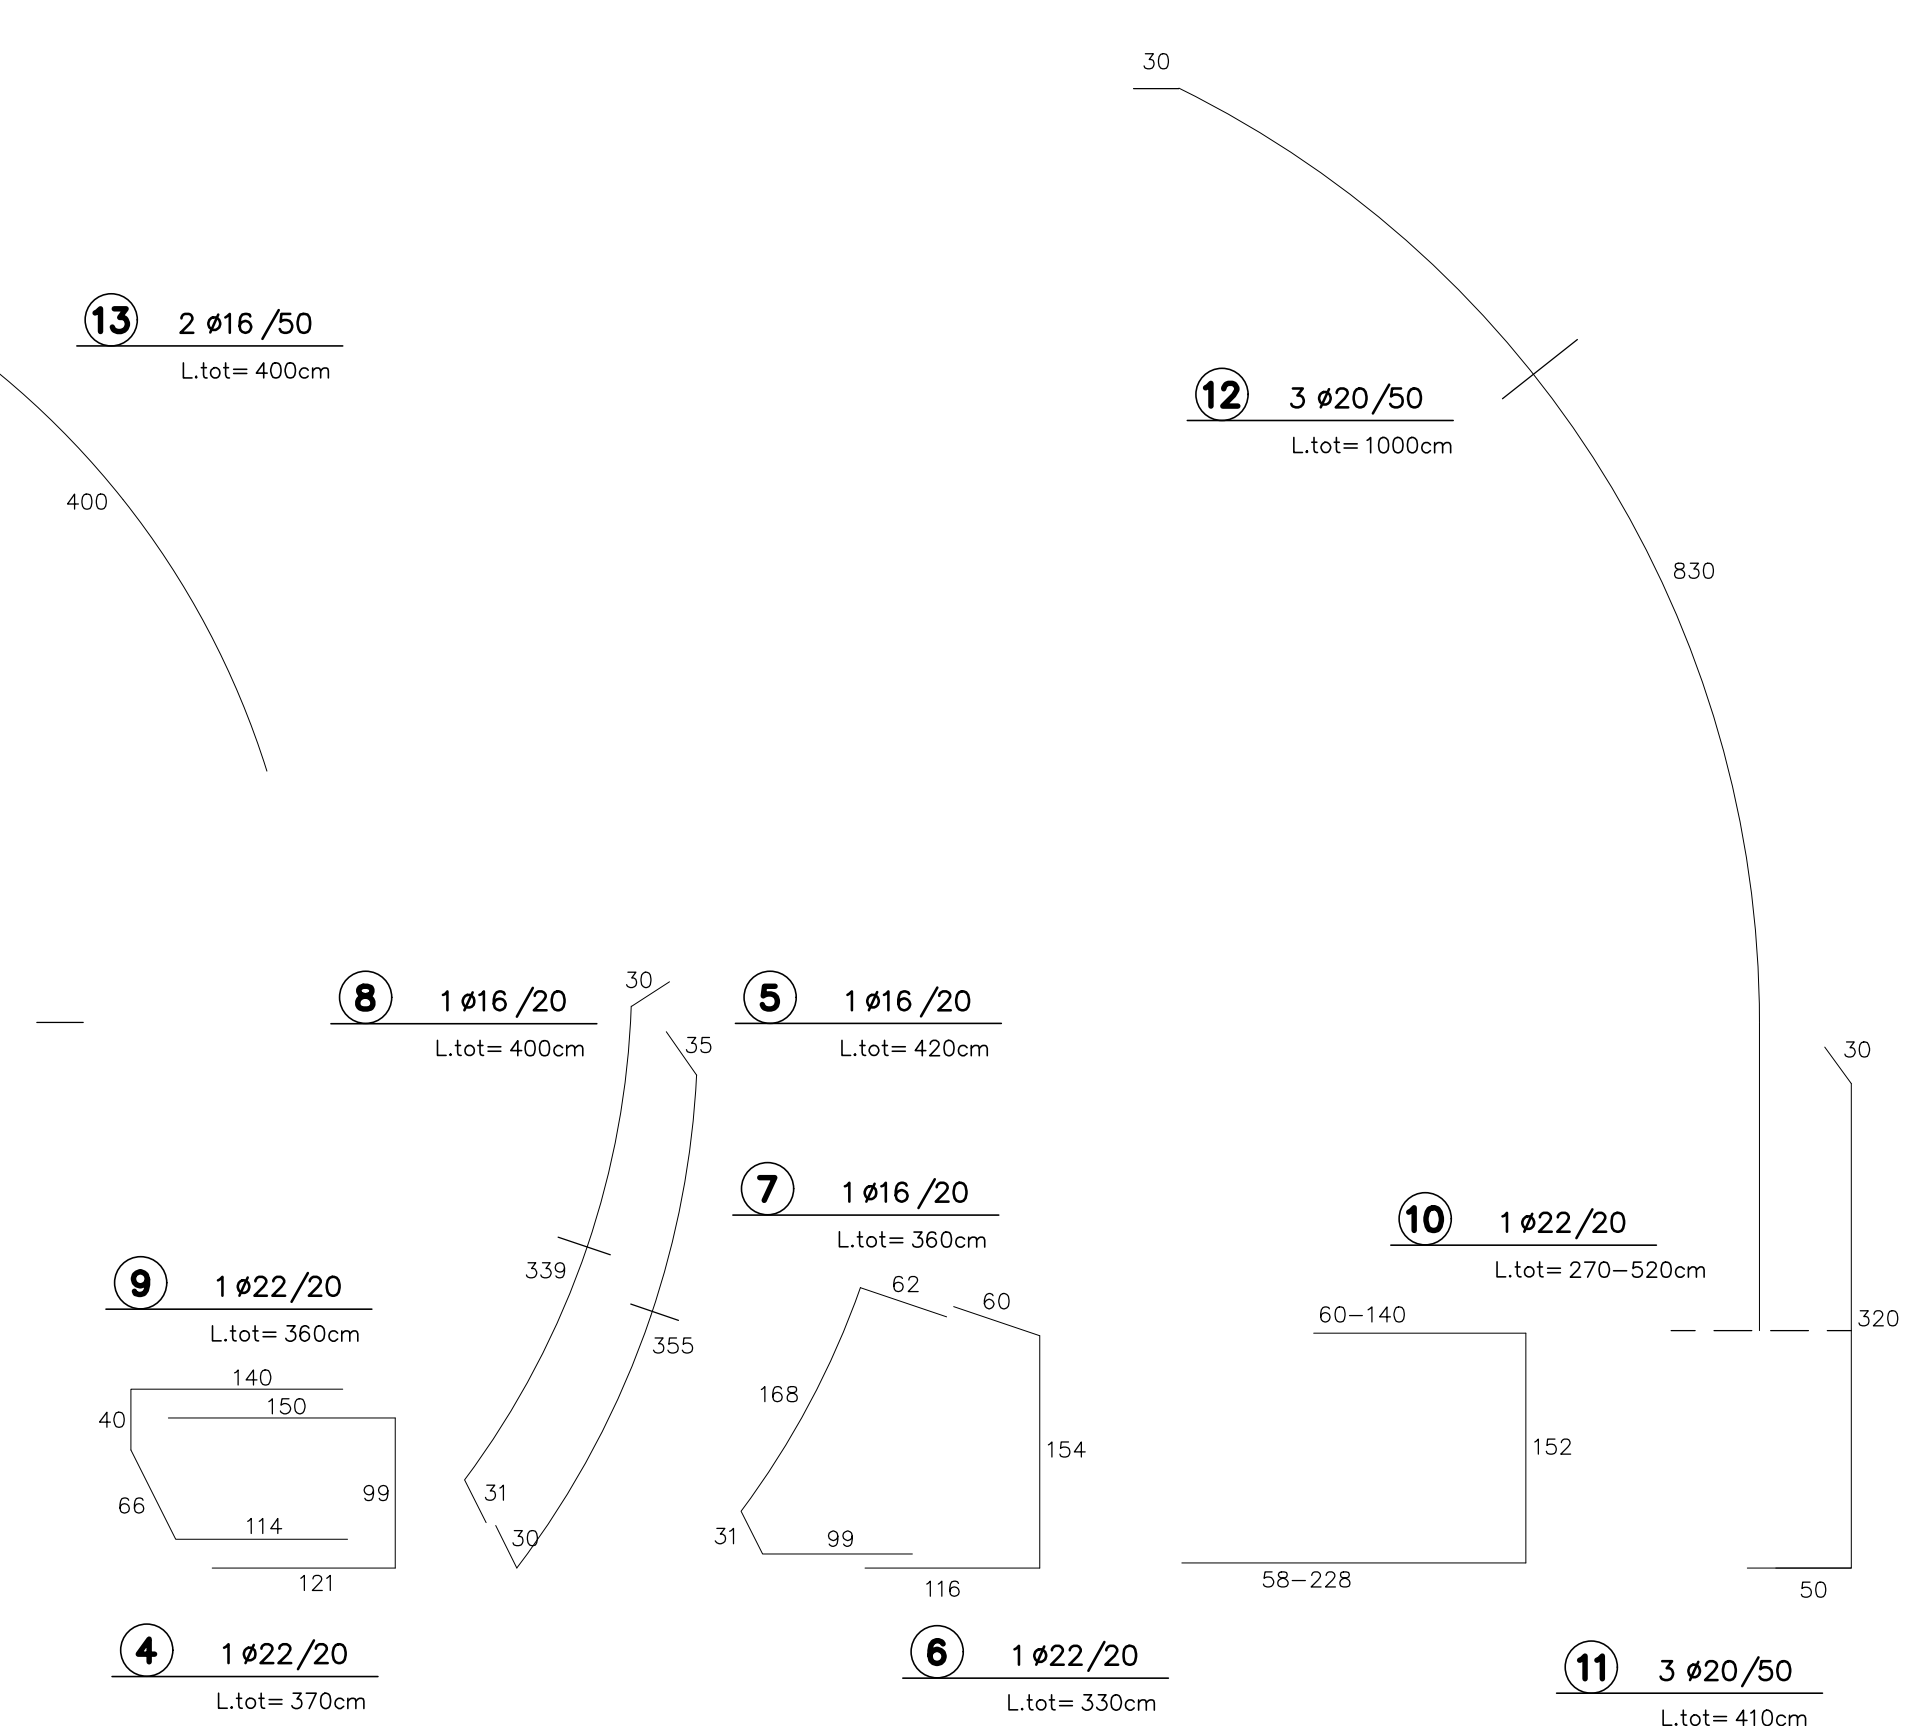 30
13 2 ø16 /50
L.tot= 400cm
12 3 ø20/50
L.tot= 1000cm
400
830
8 1 ø16 /20
L.tot= 400cm
30
5 1 ø16 /20
L.tot= 420cm
35
30
7 1 ø16 /20
L.tot= 360cm
10 1 ø22/20
L.tot= 270-520cm
9 1 ø22/20
L.tot= 360cm
339
355
62
60
60-140
320
140
150
40
66
99
114
121
31
30
168
154
31
99
116
152
58-228
50
4 1 ø22/20
L.tot= 370cm
6 1 ø22/20
L.tot= 330cm
11 3 ø20/50
L.tot= 410cm